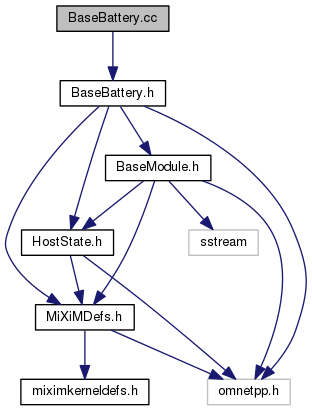 BaseBattery.cc
BaseBattery.h
BaseModule.h
HostState.h
sstream
MiXiMDefs.h
miximkerneldefs.h
omnetpp.h